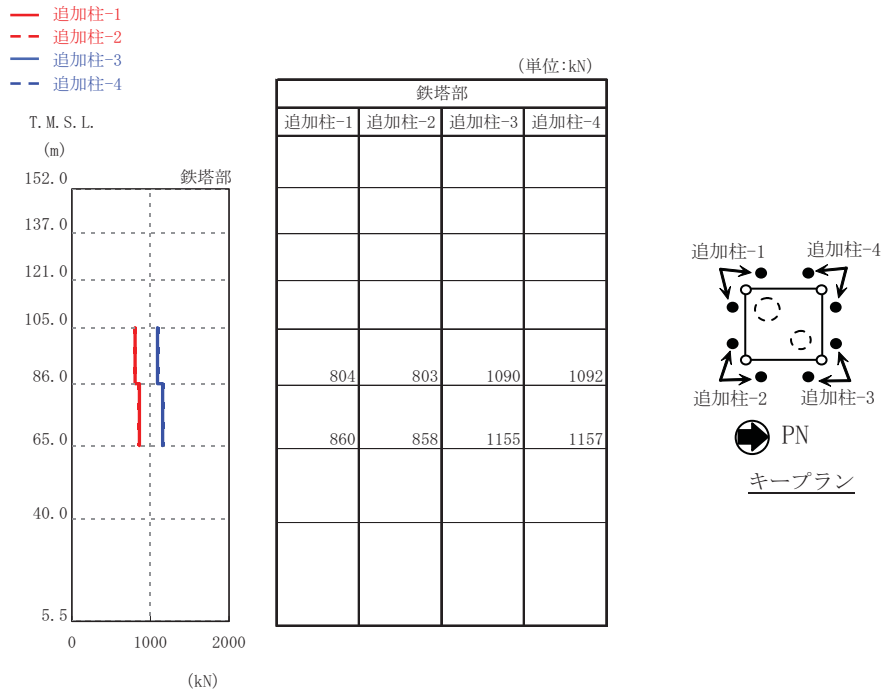 追加柱-1
追加柱-2
追加柱-3
追加柱-4
T.M.S.L.
(m)
鉄塔部
152.0
137.0
121.0
105.0
86.0
65.0
40.0
5.5
0 1000 2000
(kN)
(単位:kN)
鉄塔部
追加柱-1 追加柱-2 追加柱-3 追加柱-4
804 803 1090 1092
860 858 1155 1157
追加柱-1 追加柱-4
追加柱-2 追加柱-3
PN
キープラン